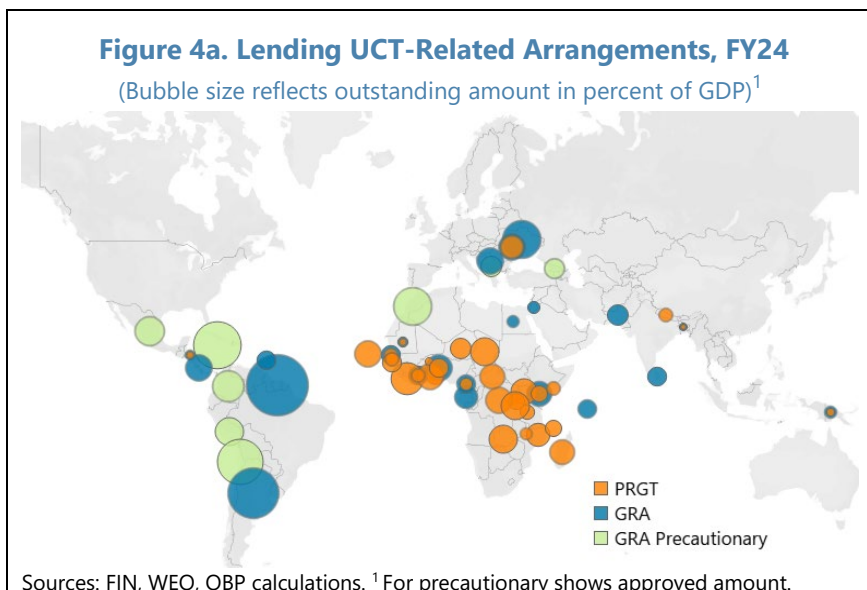 Figure 4a. Lending UCT-Related Arrangements, FY24
(Bubble size reflects outstanding amount in percent of GDP)1
PRGT
GRA
GRA Precautionary
Sources: FIN, WEO, OBP calculations. 1 For precautionary shows approved amount.